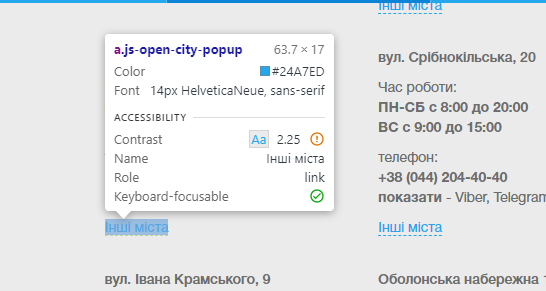 Інші міста
a.js-open-city-popup 63.7 × 17
Color #24A7ED
Font 14px HelveticaNeue, sans-serif
ACCESSIBILITY
Contrast Aa 2.25
Name Інші міста
Role link
Keyboard-focusable
Інші міста
вул. Івана Крамського, 9
вул. Срібнокільська, 20
Час роботи:
ПН-СБ с 8:00 до 20:00
ВС с 9:00 до 15:00
телефон:
+38 (044) 204-40-40
показати - Viber, Telegram
Інші міста
Оболонська набережна